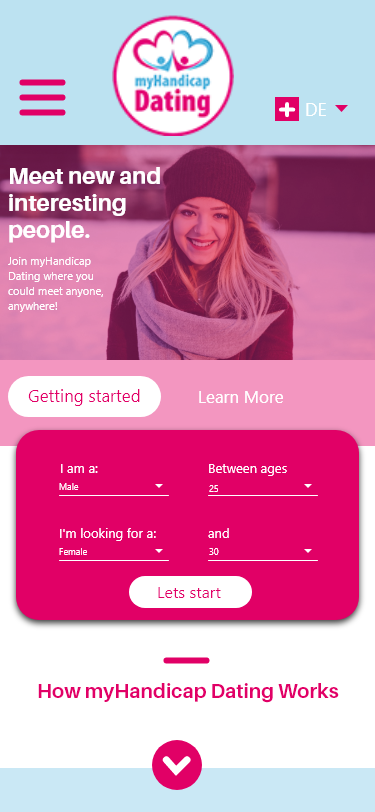 myHandicap
Dating
DE
Meet new and
interesting
people.
Join myHandicap
Dating where you
could meet anyone,
anywhere!
Getting started
Learn More
I am a:
Between ages
Male
25
I'm looking for a:
and
Female
30
Lets start
How myHandicap Dating Works